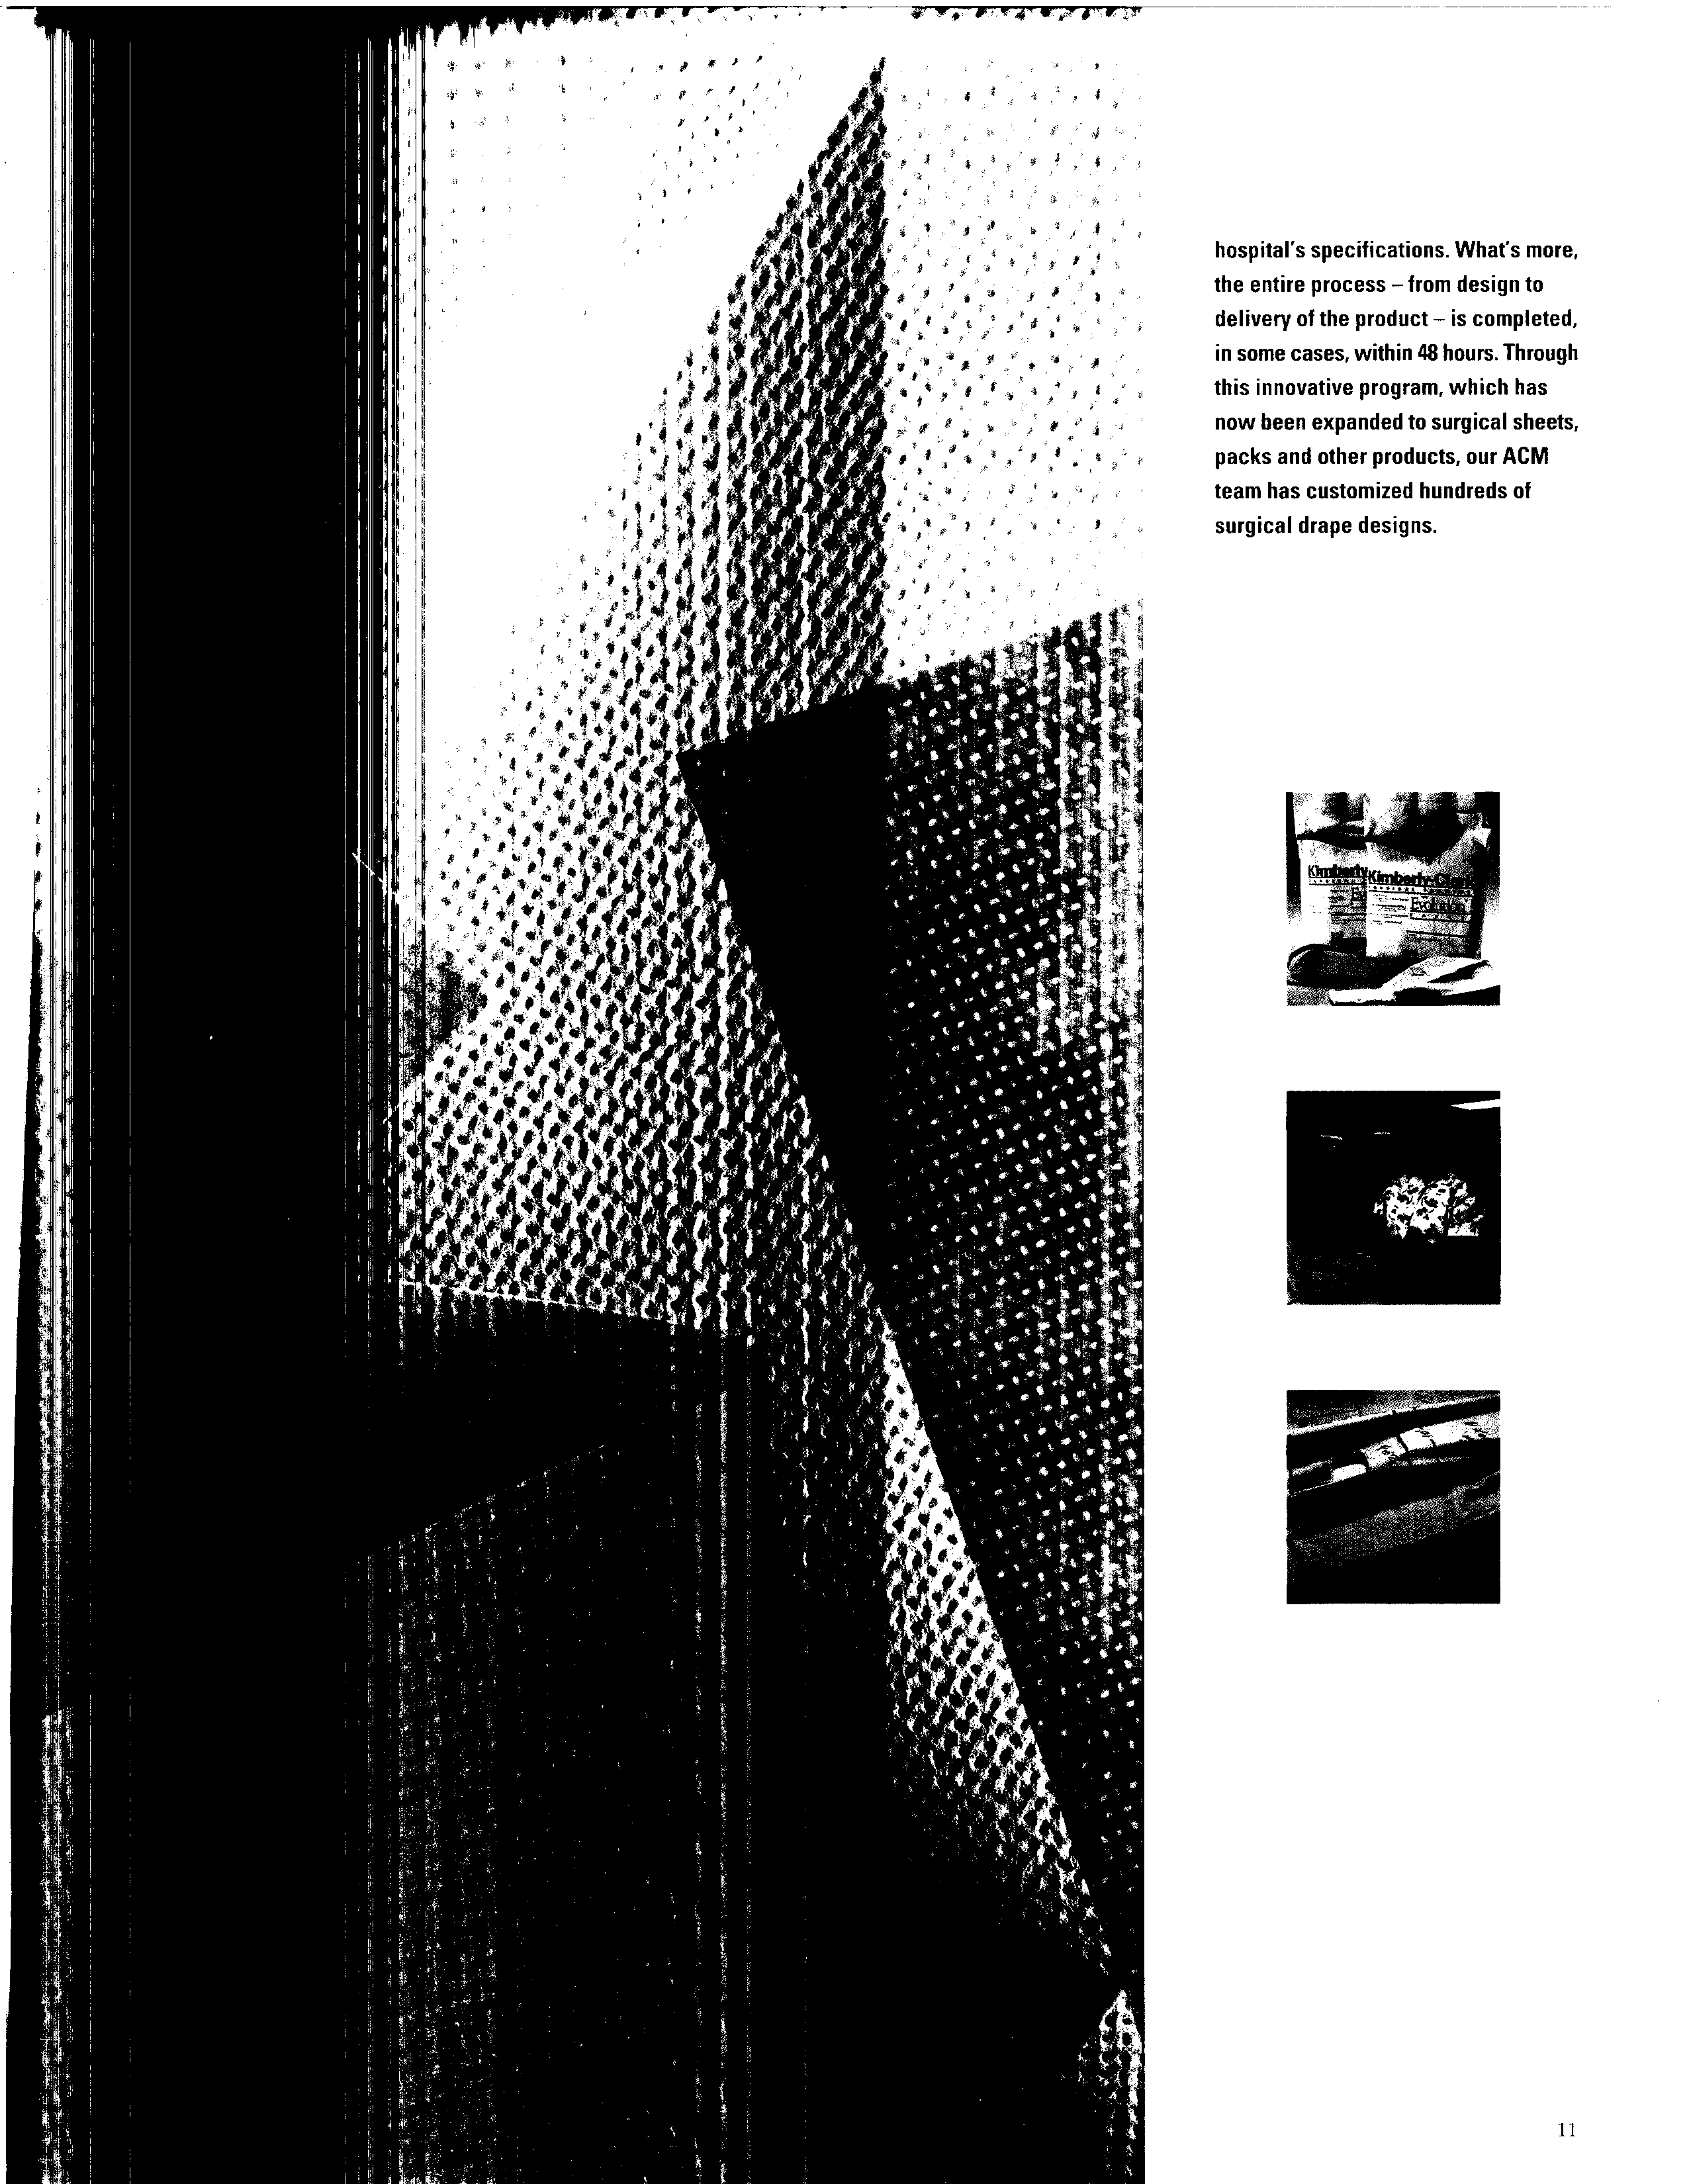 hospital's specifications. What's more,
the entire process – from design to
delivery of the product – is completed,
in some cases, within 48 hours. Through
this innovative program, which has
now been expanded to surgical sheets,
packs and other products, our ACM
team has customized hundreds of
surgical drape designs.
Kimberly Kimberly-Clark
Evolution
11